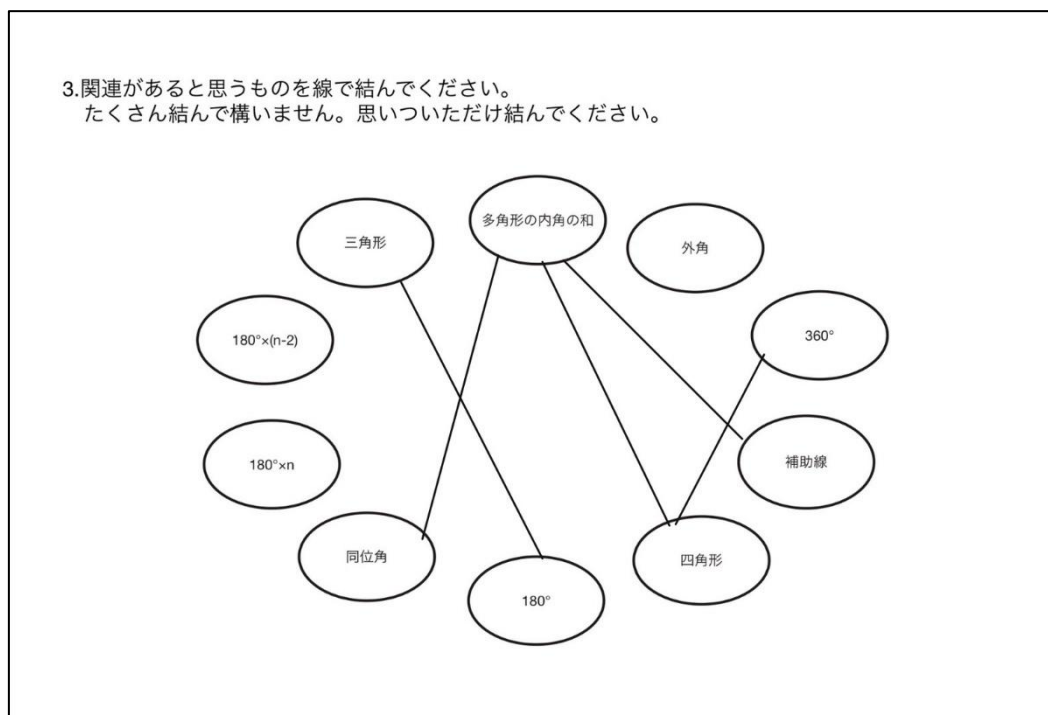 3.関連があると思うものを線で結んでください。
たくさん結んで構いません。思いついただけ結んでください。
多角形の内角の和
三角形
外角
180°×(n-2)
360°
180°×n
補助線
同位角
四角形
180°